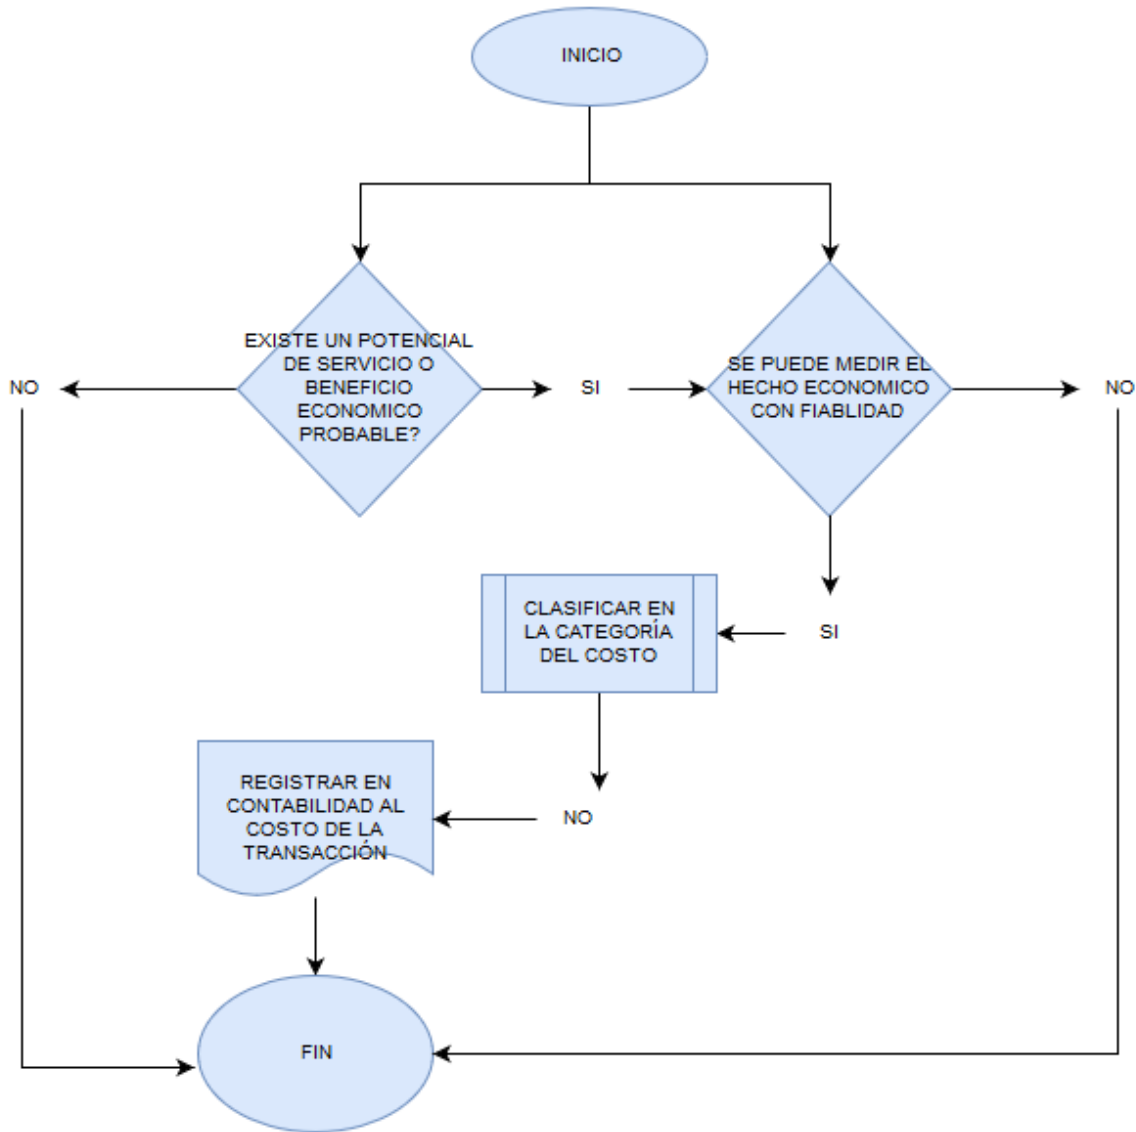 INICIO
EXISTE UN POTENCIAL
DE SERVICIO O
BENEFICIO
ECONOMICO
PROBABLE?
SE PUEDE MEDIR EL
HECHO ECONOMICO
CON FIABLIDAD
NO
SI
NO
CLASIFICAR EN
LA CATEGORÍA
DEL COSTO
SI
REGISTRAR EN
CONTABILIDAD AL
COSTO DE LA
TRANSACCIÓN
NO
FIN